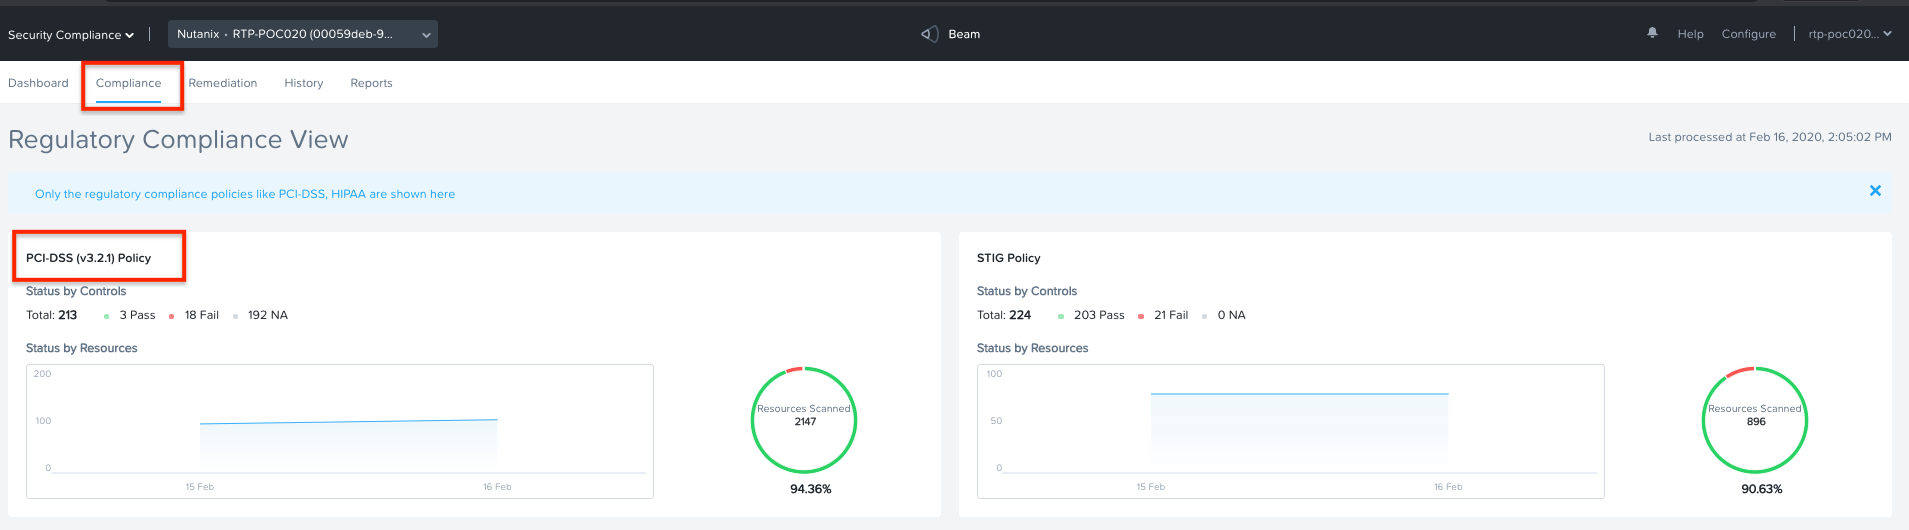 Security Compliance
Nutanix • RTP-POC020 (00059deb-9...
Beam
Help
Configure
rtp-poc020...
Dashboard
Compliance
Remediation
History
Reports
Regulatory Compliance View
Last processed at Feb 16, 2020, 2:05:02 PM
Only the regulatory compliance policies like PCI-DSS, HIPAA are shown here
PCI-DSS (v3.2.1) Policy
Status by Controls
Total: 213 3 Pass 18 Fail 192 NA
Status by Resources
200
100
0
15 Feb
16 Feb
Resources Scanned
2147
94.36%
STIG Policy
Status by Controls
Total: 224 203 Pass 21 Fail 0 NA
Status by Resources
100
50
0
15 Feb
16 Feb
Resources Scanned
896
90.63%